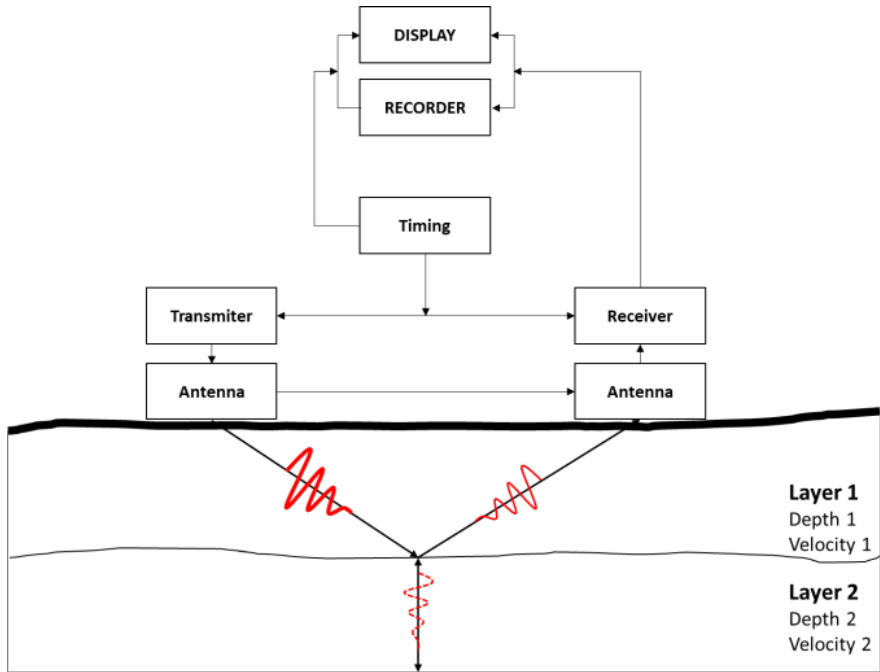 DISPLAY
RECORDER
Timing
Transmiter
Receiver
Antenna
Antenna
Layer 1
Depth 1
Velocity 1
Layer 2
Depth 2
Velocity 2